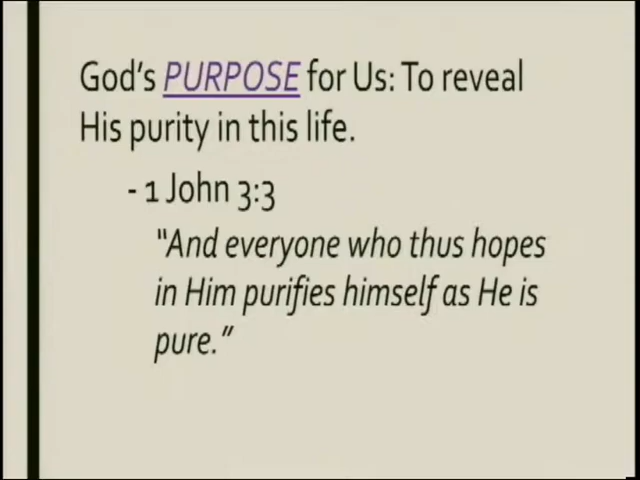 God's PURPOSE for Us: To reveal
His purity in this life.
- 1 John 3:3
"And everyone who thus hopes
in Him purifies himself as He is
pure."